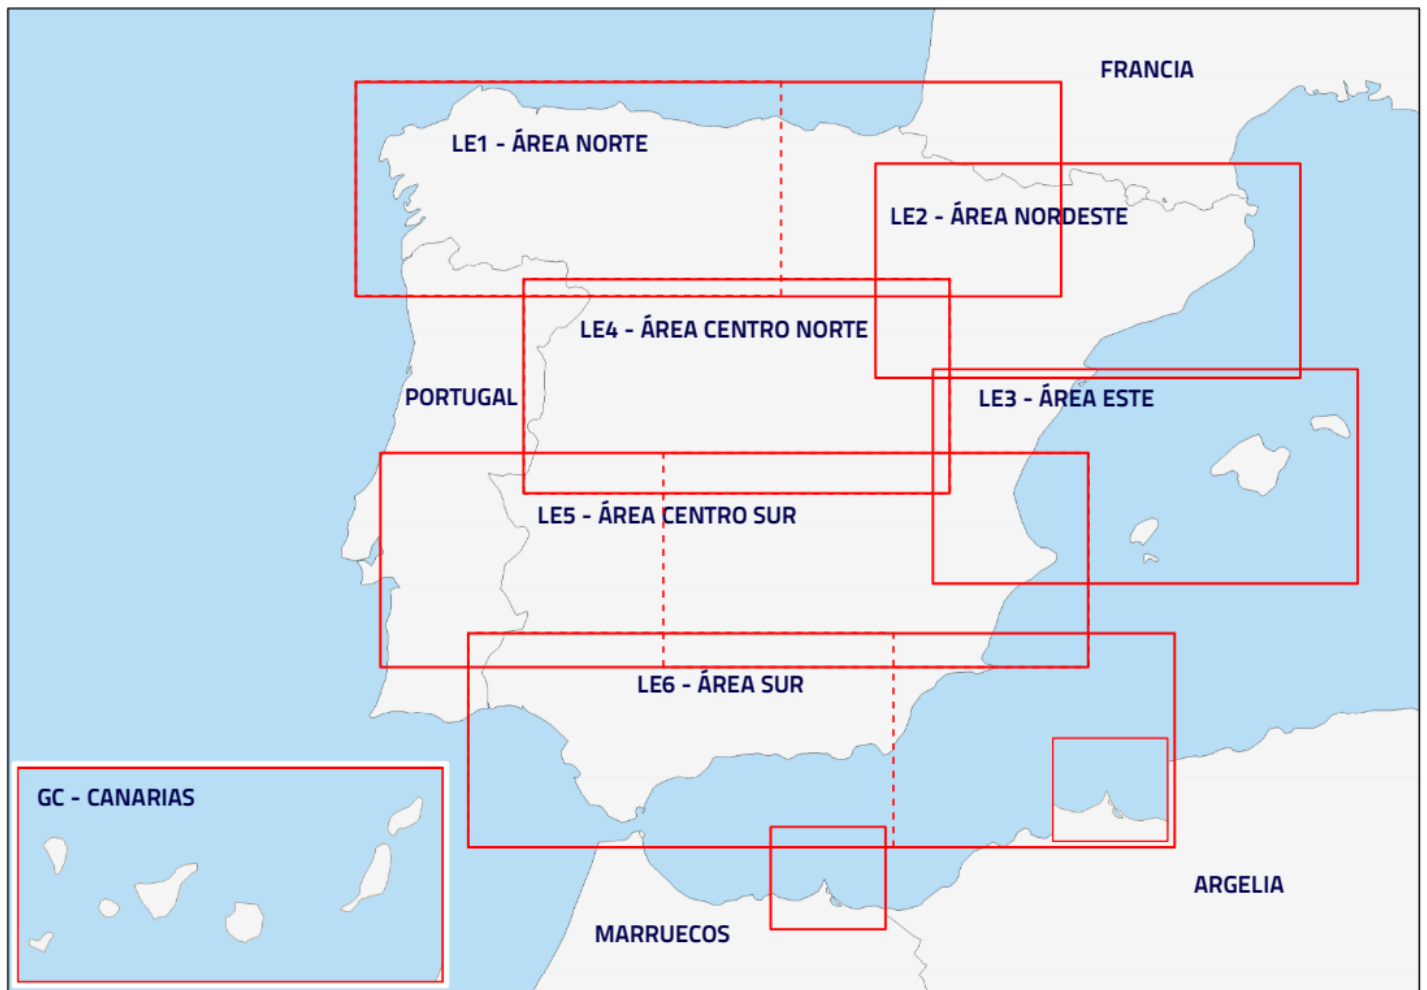 FRANCIA
LE1 - ÁREA NORTE
LE2 - ÁREA NORDESTE
LE4 - ÁREA CENTRO NORTE
PORTUGAL
LE3 - ÁREA ESTE
LE5 - ÁREA CENTRO SUR
LE6 - ÁREA SUR
GC - CANARIAS
ARGELIA
MARRUECOS